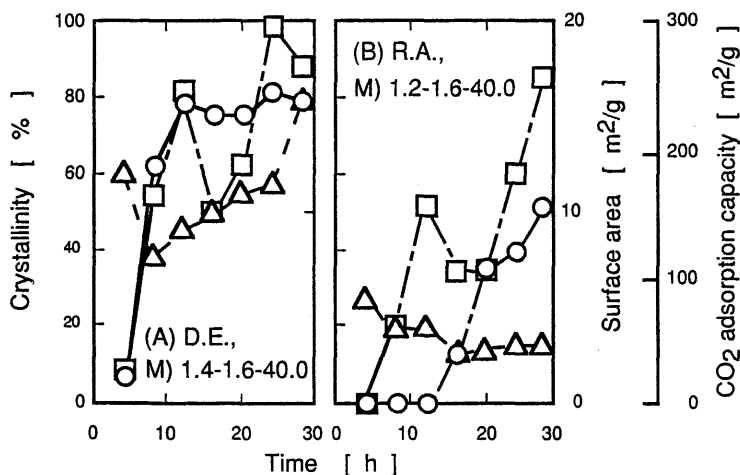 100
80
60
40
20
0
Crystallinity [ % ]
(A) D.E.,
M) 1.4-1.6-40.0
(B) R.A.,
M) 1.2-1.6-40.0
0
10
20
30
0
10
20
30
Time [ h ]
20
10
0
Surface area [ m2/g ]
300
200
100
0
CO2 adsorption capacity [ m2/g ]